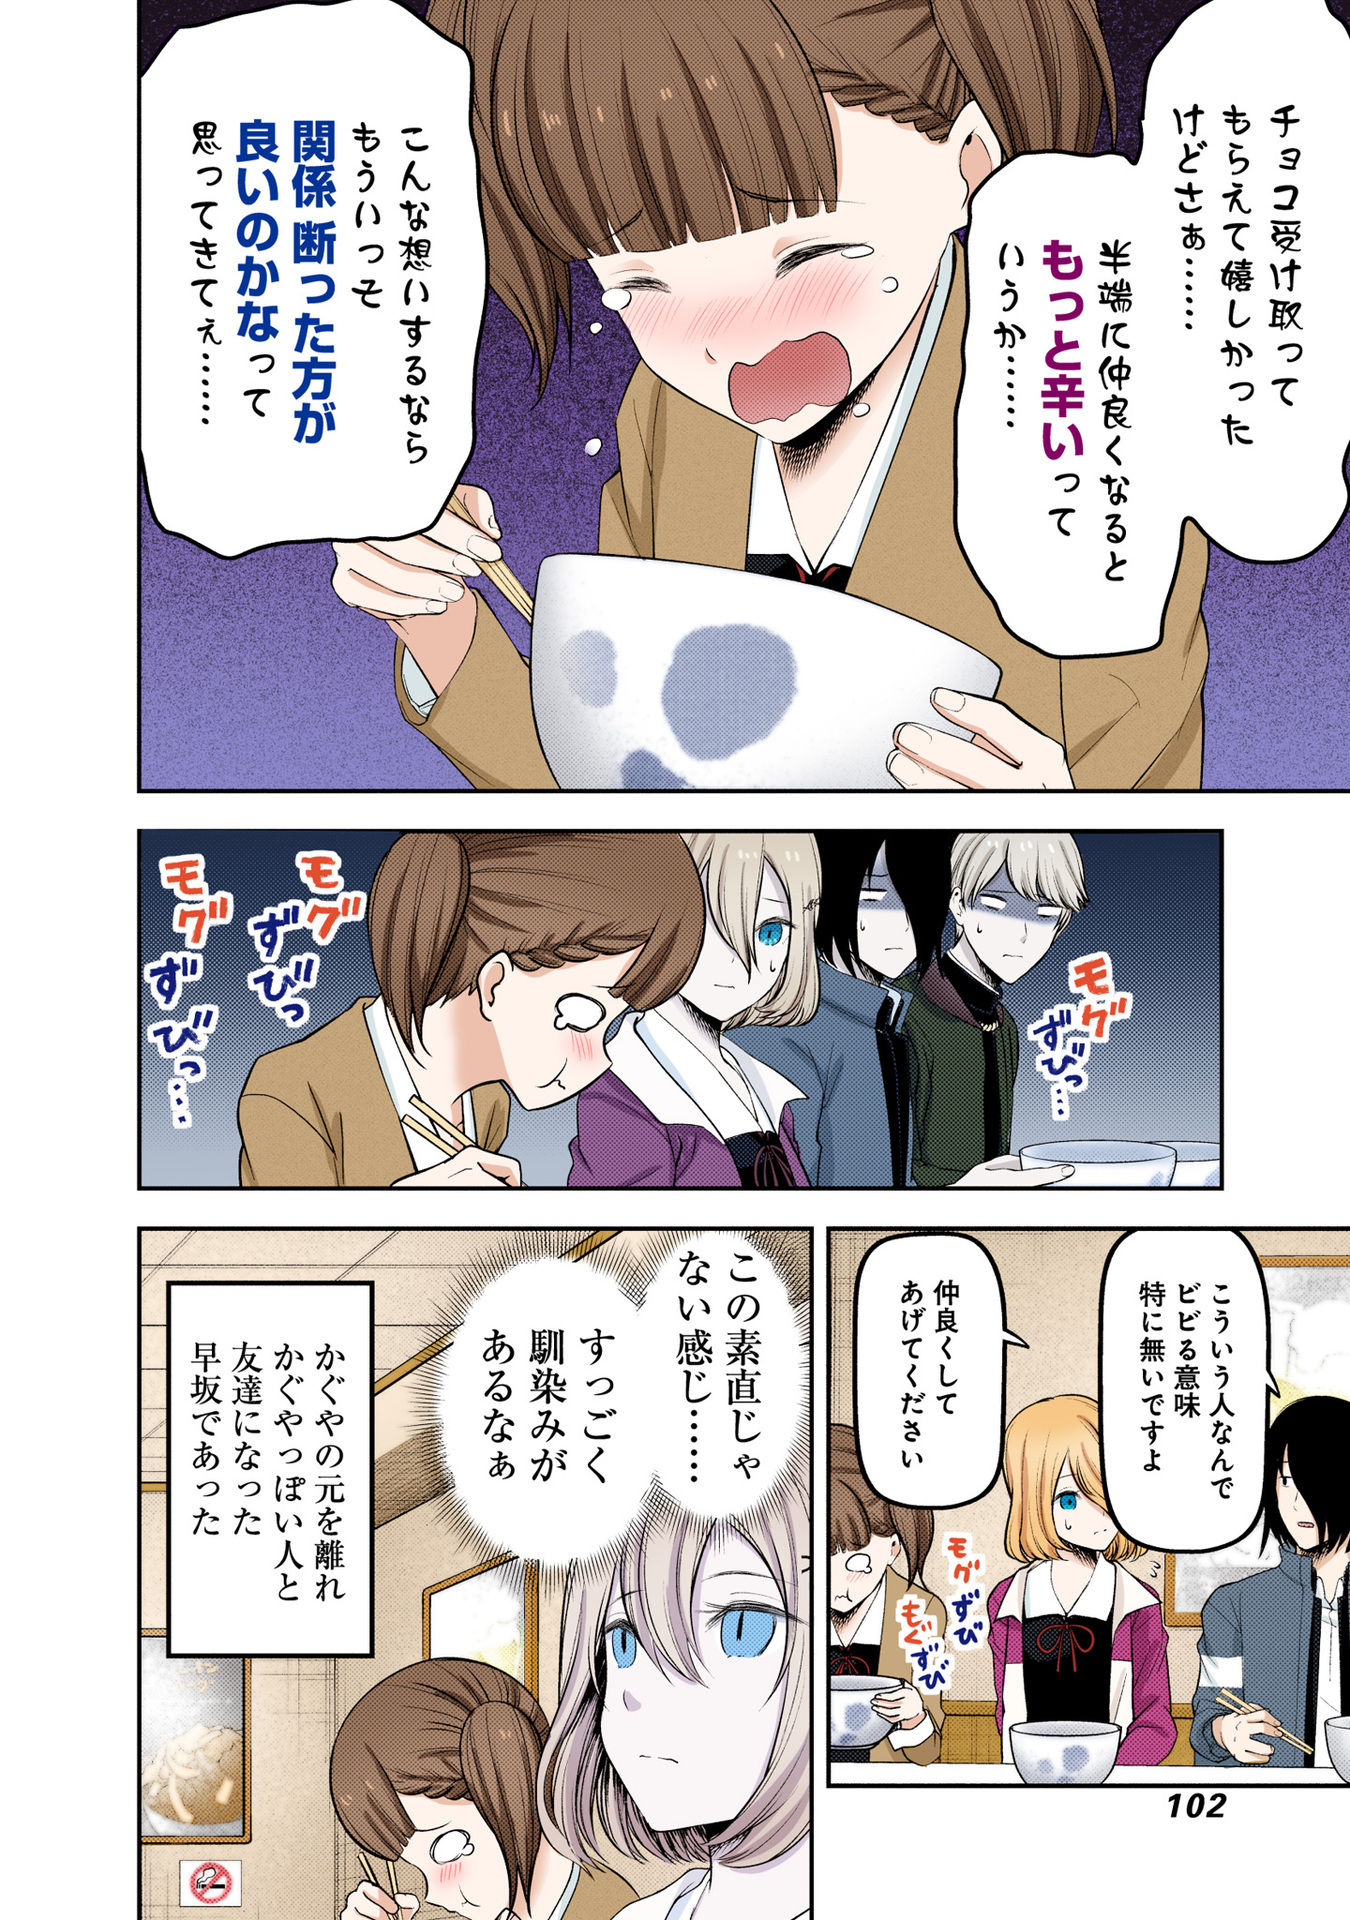 チョコ受け取って
もらえて嬉しかった
けどさぁ……
半端に仲良くなると
もっと辛いって
いうか……
こんな想いするなら
もういっそ
関係 断った方が
良いのかなって
思ってきてぇ……
モグ
ずびっ…
モグ
ずびっ
モグ
ずびっ…
こういう人なんで
ビビる意味
特に無いですよ
仲良くして
あげてください
モグ
ずび
もぐ
ずび
この素直じゃ
ない感じ……
すっごく
馴染みが
あるなぁ
かぐやの元を離れ
かぐやっぽい人と
友達になった
早坂であった
102